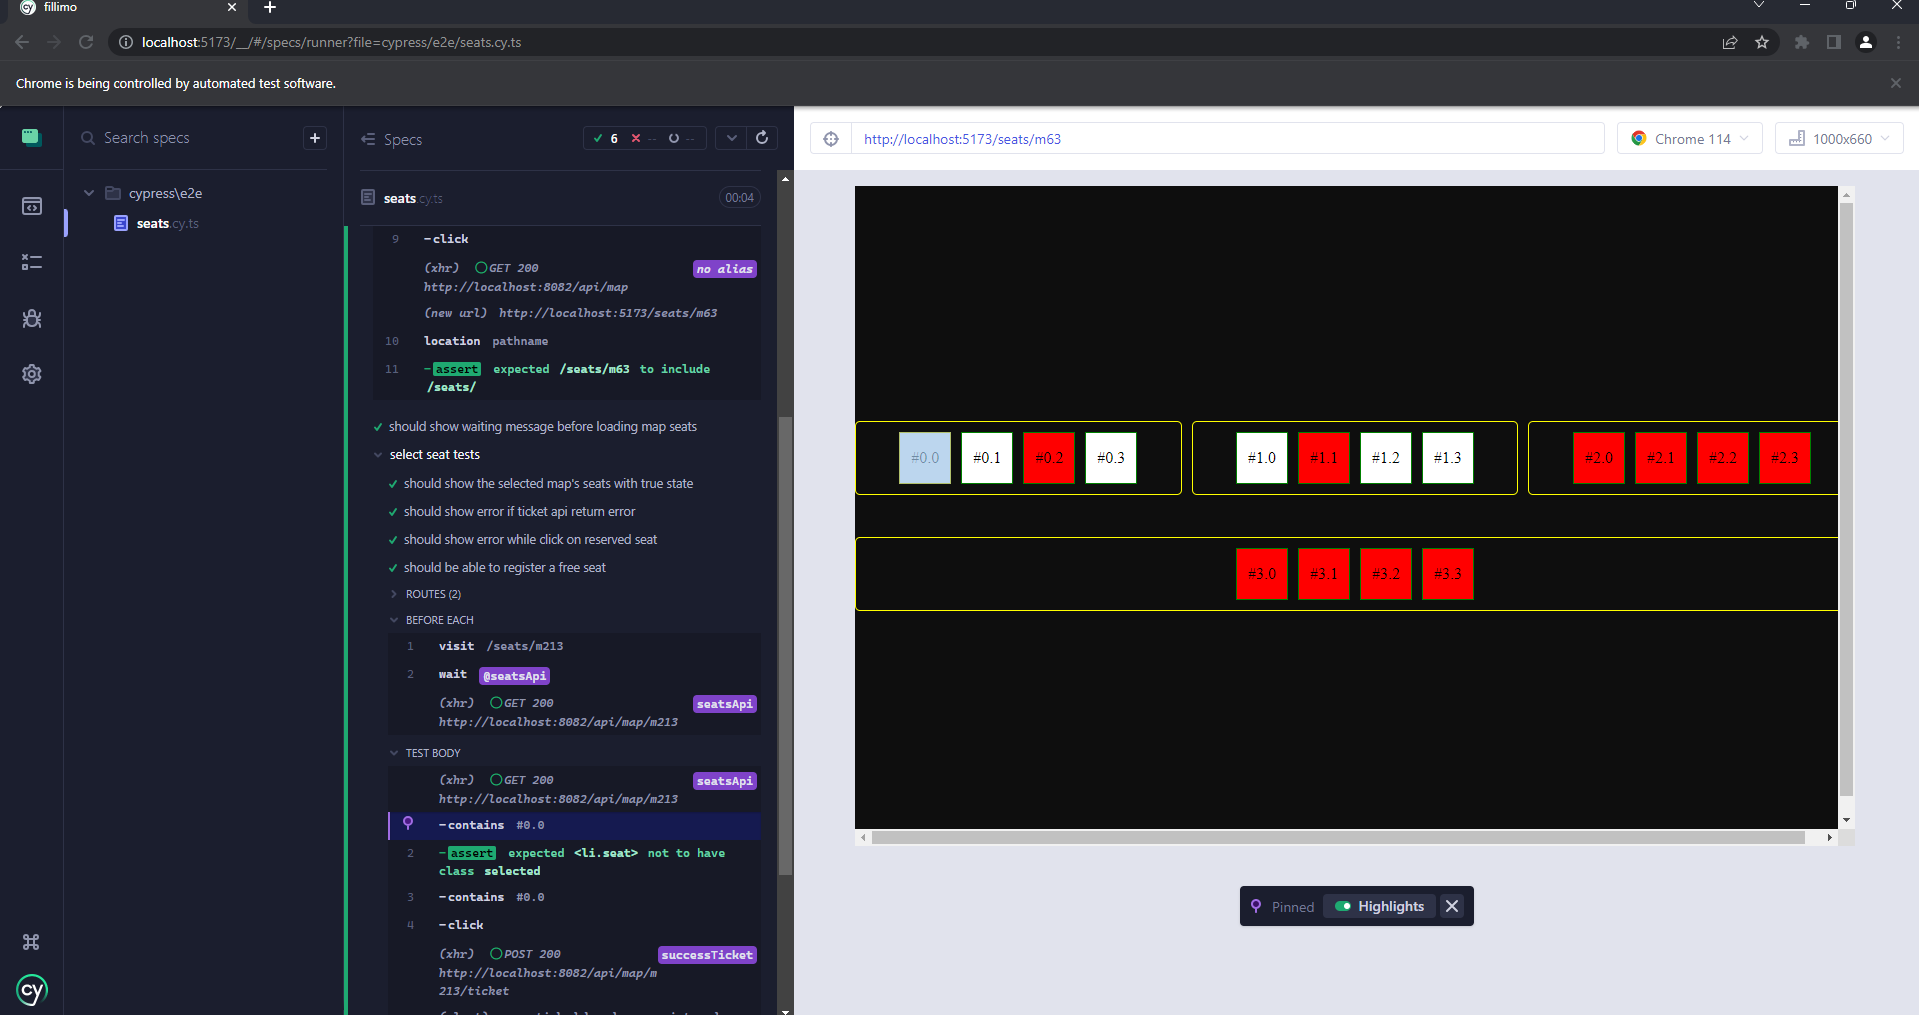 fillimo
localhost:5173/__/#/specs/runner?file=cypress/e2e/seats.cy.ts
Chrome is being controlled by automated test software.
Search specs
cypress\e2e
seats.cy.ts
Specs
6 -- --
seats.cy.ts 00:04
9 -click
(xhr) GET 200 no alias
http://localhost:8082/api/map
(new url) http://localhost:5173/seats/m63
10 location pathname
11 -assert expected /seats/m63 to include
/seats/
should show waiting message before loading map seats
select seat tests
should show the selected map's seats with true state
should show error if ticket api return error
should show error while click on reserved seat
should be able to register a free seat
ROUTES (2)
BEFORE EACH
1 visit /seats/m213
2 wait @seatsApi
(xhr) GET 200 seatsApi
http://localhost:8082/api/map/m213
TEST BODY
(xhr) GET 200 seatsApi
http://localhost:8082/api/map/m213
-contains #0.0
2 -assert expected <li.seat> not to have
class selected
3 -contains #0.0
4 -click
(xhr) POST 200 successTicket
http://localhost:8082/api/map/m
213/ticket
cy
http://localhost:5173/seats/m63
Chrome 114
1000x660
#0.0 #0.1 #0.2 #0.3 #1.0 #1.1 #1.2 #1.3 #2.0 #2.1 #2.2 #2.3
#3.0 #3.1 #3.2 #3.3
Pinned Highlights